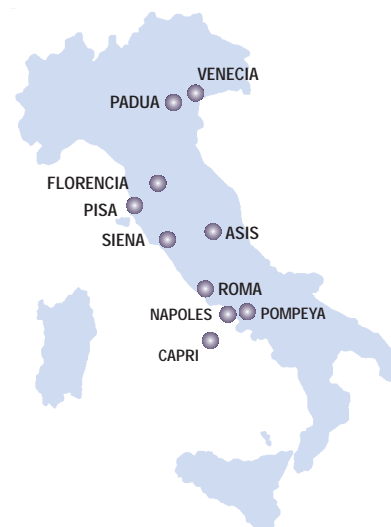 VENECIA
PADUA
FLORENCIA
PISA
SIENA
ASIS
ROMA
NAPOLES
POMPEYA
CAPRI